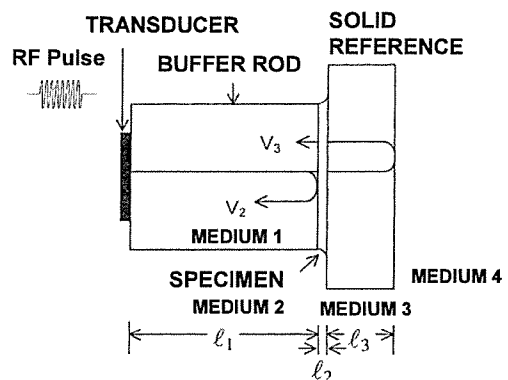 TRANSDUCER
SOLID
REFERENCE
RF Pulse
BUFFER ROD
V3
V2
MEDIUM 1
SPECIMEN
MEDIUM 2
MEDIUM 3
MEDIUM 4
ℓ1
ℓ2
ℓ3